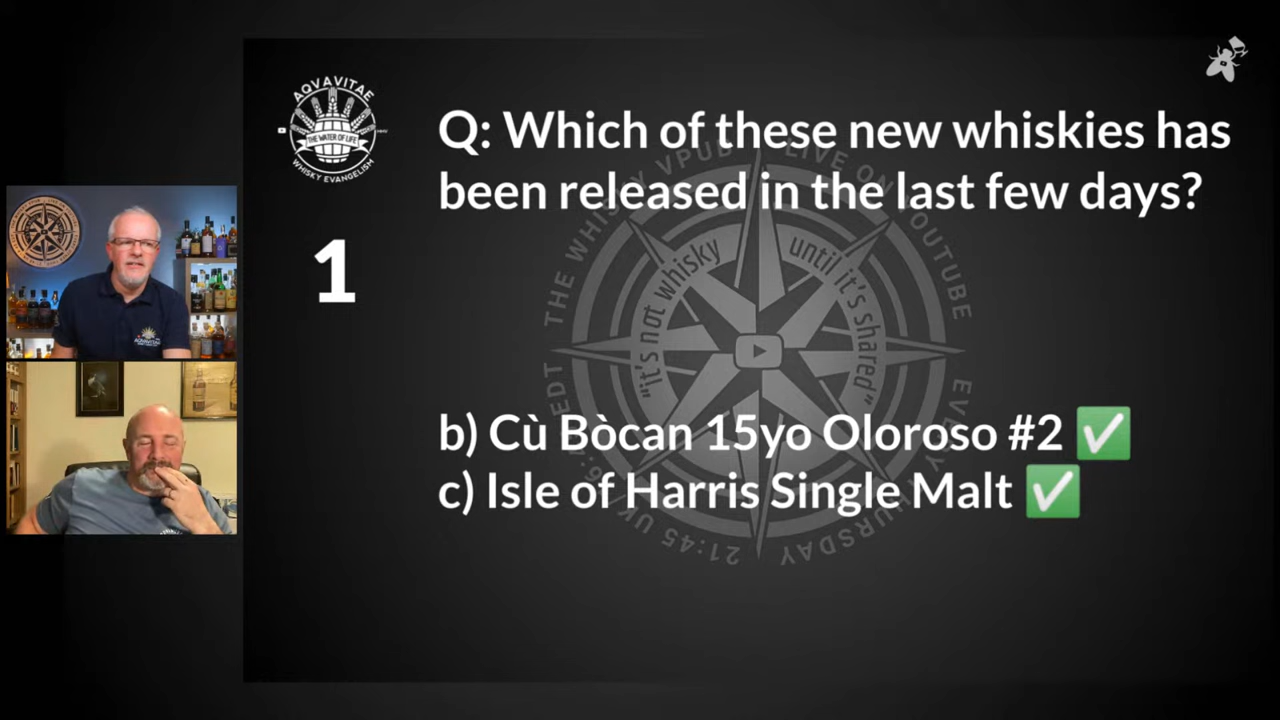 AQVAVITAE
THE WATER OF LIFE
WHISKY EVANGELISM
1
Q: Which of these new whiskies has
been released in the last few days?
THE WHISKY VPUB
LIVE ON YOUTUBE
"it's not whisky
until it's shared"
THURSDAY
21:45 UK
EDT
b) Cù Bòcan 15yo Oloroso #2 ✅
c) Isle of Harris Single Malt ✅